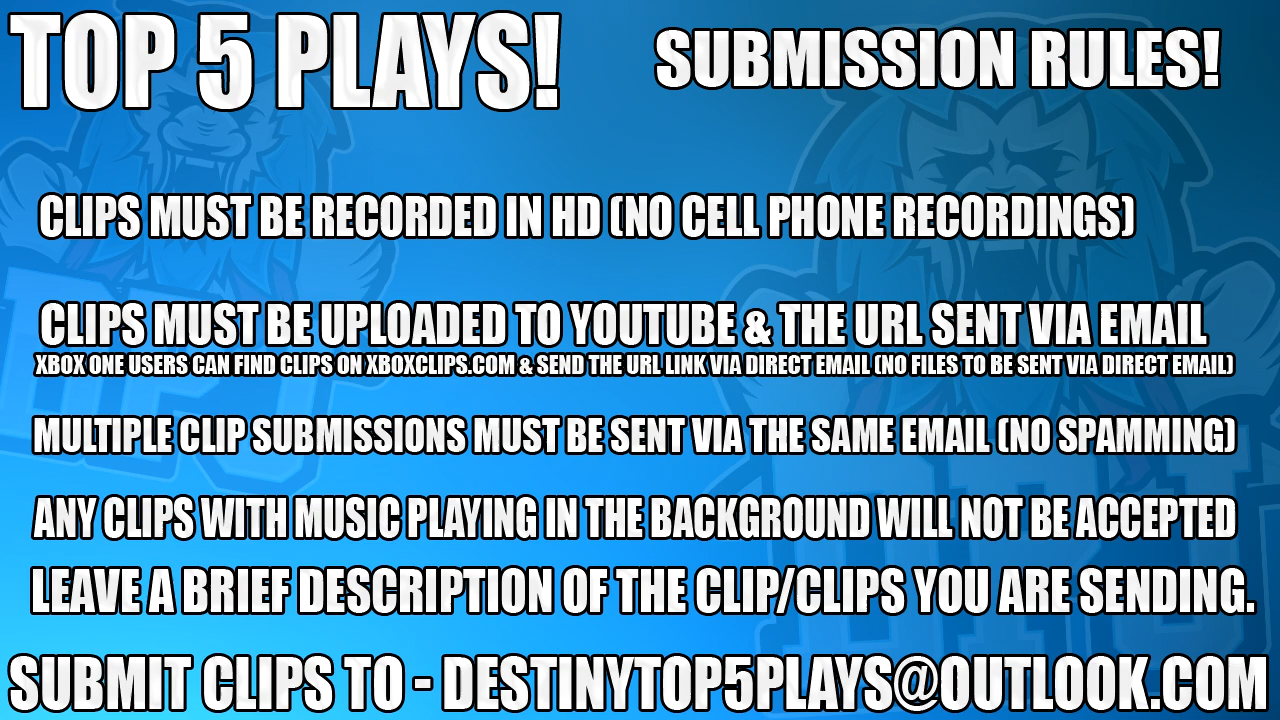 TOP 5 PLAYS!
SUBMISSION RULES!
CLIPS MUST BE RECORDED IN HD (NO CELL PHONE RECORDINGS)
CLIPS MUST BE UPLOADED TO YOUTUBE & THE URL SENT VIA EMAIL
XBOX ONE USERS CAN FIND CLIPS ON XBOXCLIPS.COM & SEND THE URL LINK VIA DIRECT EMAIL (NO FILES TO BE SENT VIA DIRECT EMAIL)
MULTIPLE CLIP SUBMISSIONS MUST BE SENT VIA THE SAME EMAIL (NO SPAMMING)
ANY CLIPS WITH MUSIC PLAYING IN THE BACKGROUND WILL NOT BE ACCEPTED
LEAVE A BRIEF DESCRIPTION OF THE CLIP/CLIPS YOU ARE SENDING.
SUBMIT CLIPS TO - DESTINYTOP5PLAYS@OUTLOOK.COM